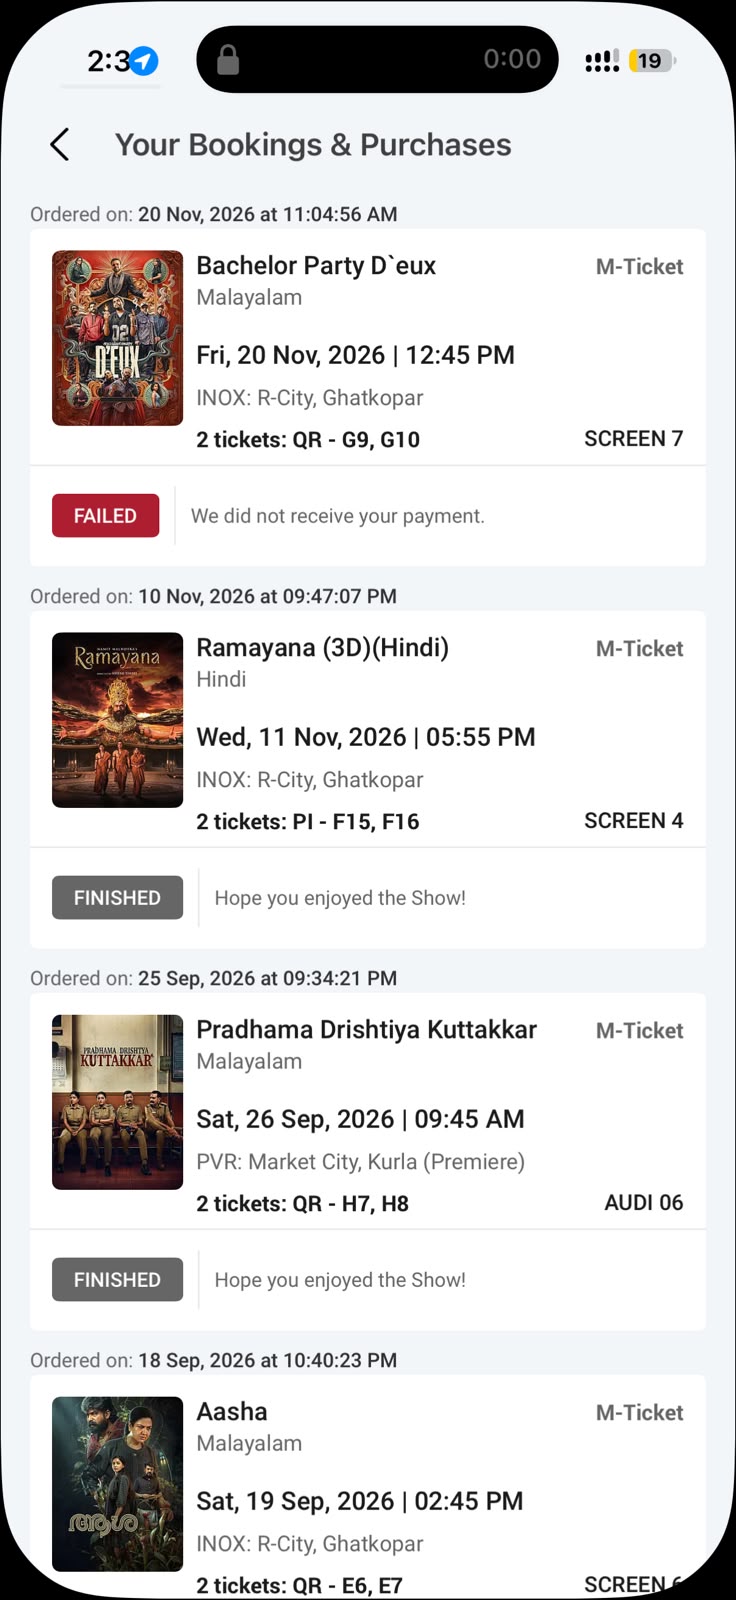 2:3
0:00
19
Your Bookings & Purchases
Ordered on: 20 Nov, 2026 at 11:04:56 AM
D'EUX
Bachelor Party D`eux
M-Ticket
Malayalam
Fri, 20 Nov, 2026 | 12:45 PM
INOX: R-City, Ghatkopar
2 tickets: QR - G9, G10
SCREEN 7
FAILED
We did not receive your payment.
Ordered on: 10 Nov, 2026 at 09:47:07 PM
Ramayana
Ramayana (3D)(Hindi)
M-Ticket
Hindi
Wed, 11 Nov, 2026 | 05:55 PM
INOX: R-City, Ghatkopar
2 tickets: PI - F15, F16
SCREEN 4
FINISHED
Hope you enjoyed the Show!
Ordered on: 25 Sep, 2026 at 09:34:21 PM
PRADHAMA DRISHTIYA
KUTTAKKAR
Pradhama Drishtiya Kuttakkar
M-Ticket
Malayalam
Sat, 26 Sep, 2026 | 09:45 AM
PVR: Market City, Kurla (Premiere)
2 tickets: QR - H7, H8
AUDI 06
FINISHED
Hope you enjoyed the Show!
Ordered on: 18 Sep, 2026 at 10:40:23 PM
ആശ
Aasha
M-Ticket
Malayalam
Sat, 19 Sep, 2026 | 02:45 PM
INOX: R-City, Ghatkopar
2 tickets: QR - E6, E7
SCREEN 6